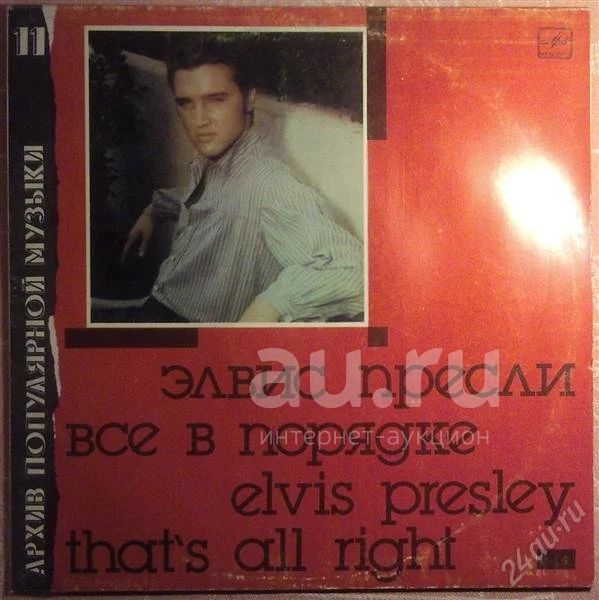 11
АРХИВ ПОПУЛЯРНОЙ МУЗЫКИ
au.ru
интернет-аукцион
элвис пресли
все в порядке
elvis presley
that's all right
24au.ru